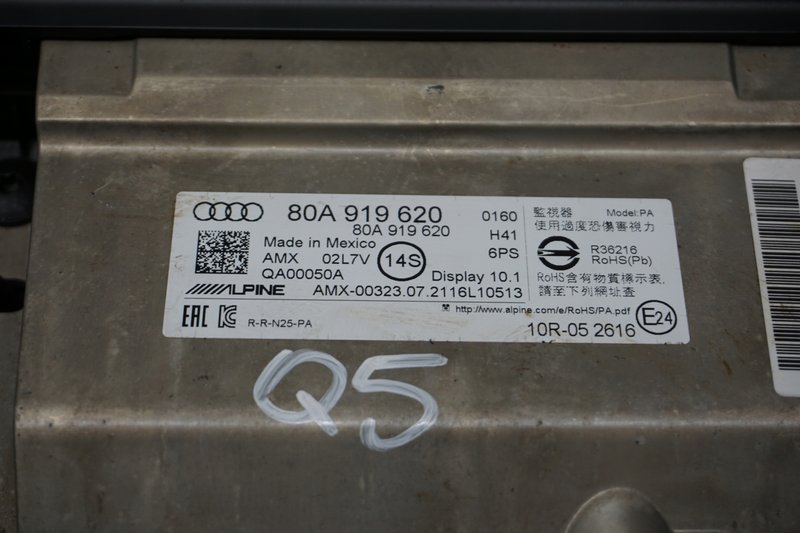 80A 919 620
80A 919 620
0160
H41
6PS
Made in Mexico
AMX 02L7V
QA00050A
14S
Display 10.1
ALPINE
AMX-00323.07.2116L10513
監視器 Model:PA
使用過度恐傷害視力
R36216
RoHS(Pb)
RoHS含有物質標示表,
請至下列網址查
http://www.alpine.com/e/RoHS/PA.pdf
EAC
R-R-N25-PA
10R-05 2616
E24
Q5